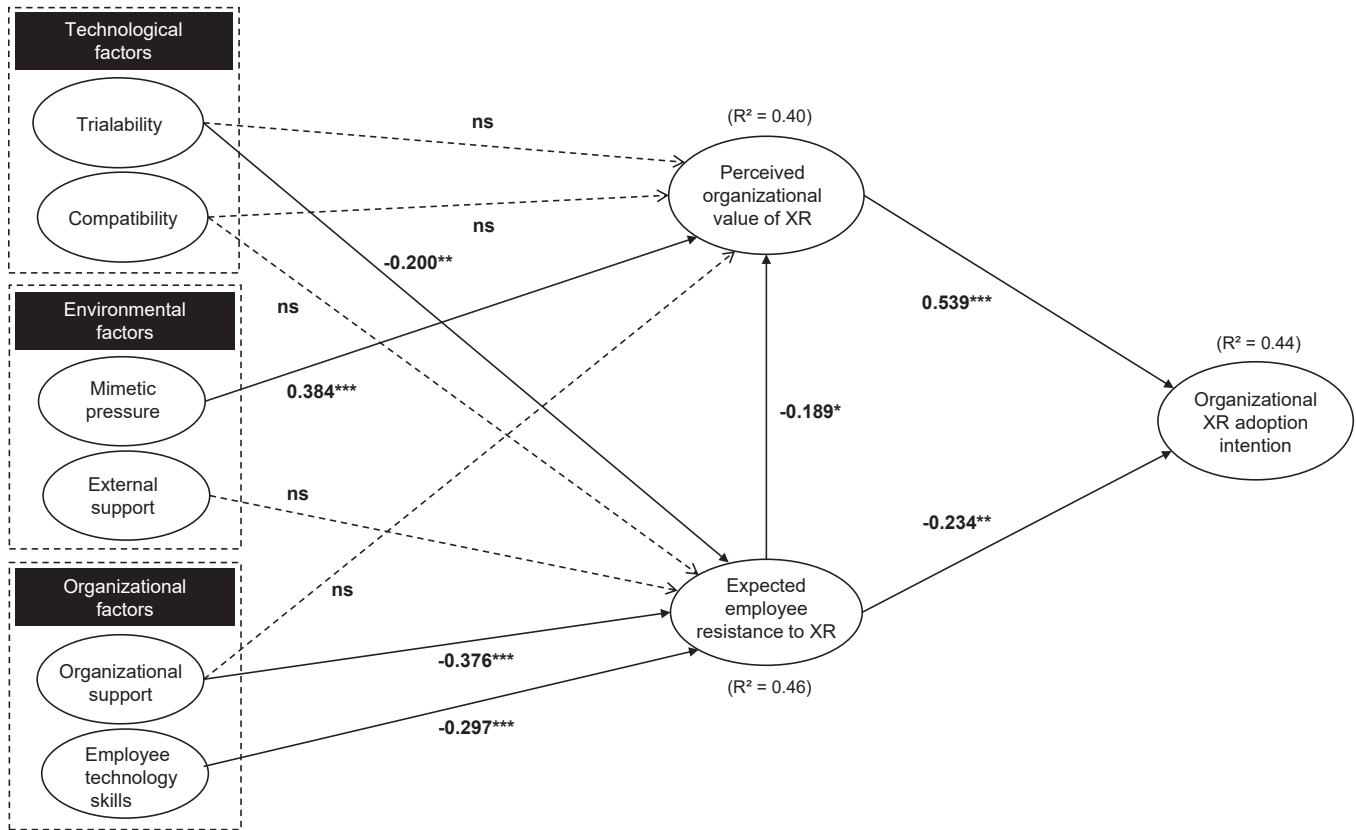 Technological
factors
Trialability
Compatibility
Environmental
factors
Mimetic
pressure
External
support
Organizational
factors
Organizational
support
Employee
technology
skills
ns
ns
-0.200**
ns
0.384***
ns
ns
-0.376***
-0.297***
(R² = 0.40)
Perceived
organizational
value of XR
-0.189*
Expected
employee
resistance to XR
(R² = 0.46)
0.539***
-0.234**
(R² = 0.44)
Organizational
XR adoption
intention